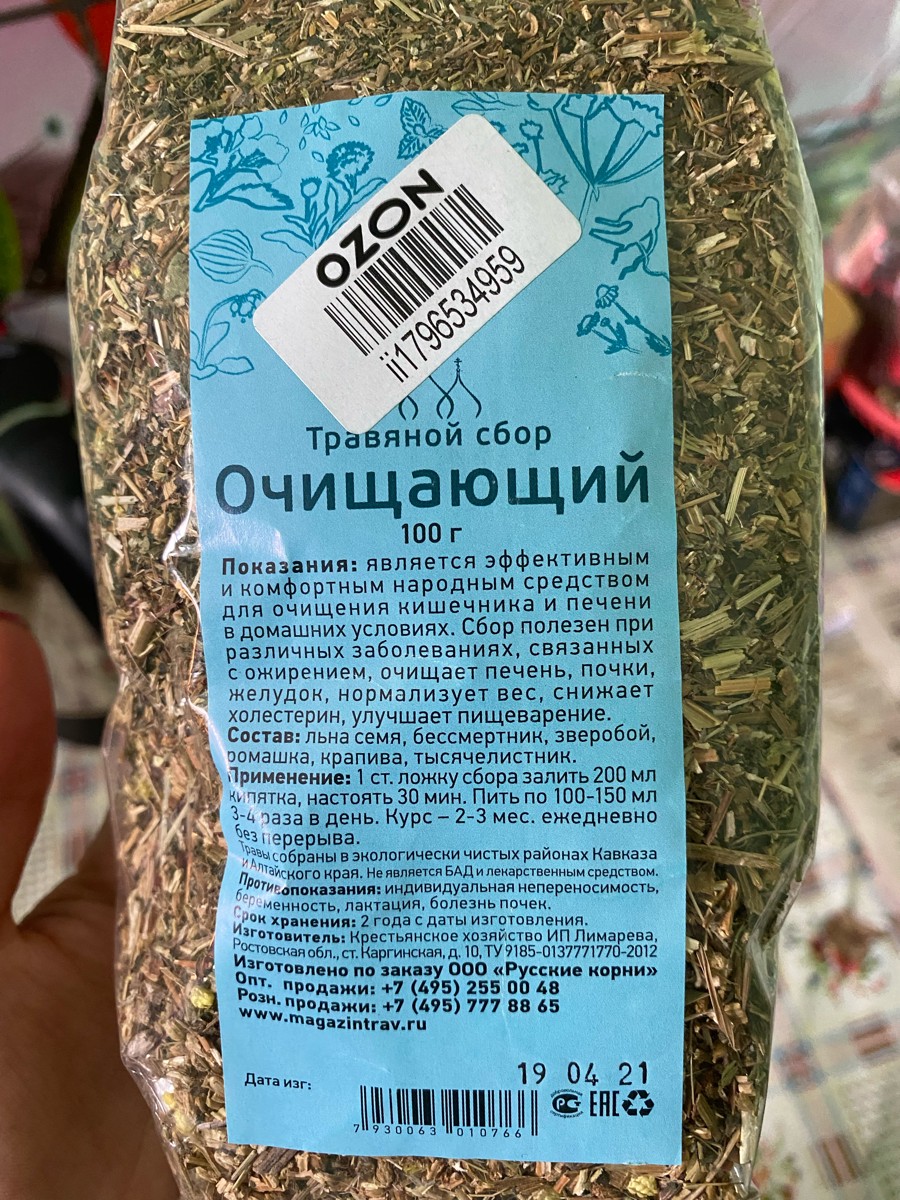 OZON
ii1796534959
Травяной сбор
Очищающий
100 г
Показания: является эффективным
и комфортным народным средством
для очищения кишечника и печени
в домашних условиях. Сбор полезен при
различных заболеваниях, связанных
с ожирением, очищает печень, почки,
желудок, нормализует вес, снижает
холестерин, улучшает пищеварение.
Состав: льна семя, бессмертник, зверобой,
ромашка, крапива, тысячелистник.
Применение: 1 ст. ложку сбора залить 200 мл
кипятка, настоять 30 мин. Пить по 100-150 мл
3-4 раза в день. Курс – 2-3 мес. ежедневно
без перерыва.
Травы собраны в экологически чистых районах Кавказа
и Алтайского края. Не является БАД и лекарственным средством.
Противопоказания: индивидуальная непереносимость,
беременность, лактация, болезнь почек.
Срок хранения: 2 года с даты изготовления.
Изготовитель: Крестьянское хозяйство ИП Лимарева,
Ростовская обл., ст. Каргинская, д. 10, ТУ 9185-0137771770-2012
Изготовлено по заказу ООО «Русские корни»
Опт. продажи: +7 (495) 255 00 48
Розн. продажи: +7 (495) 777 88 65
www.magazintrav.ru
19 04 21
Дата изг:
EAC
7 930063 010766